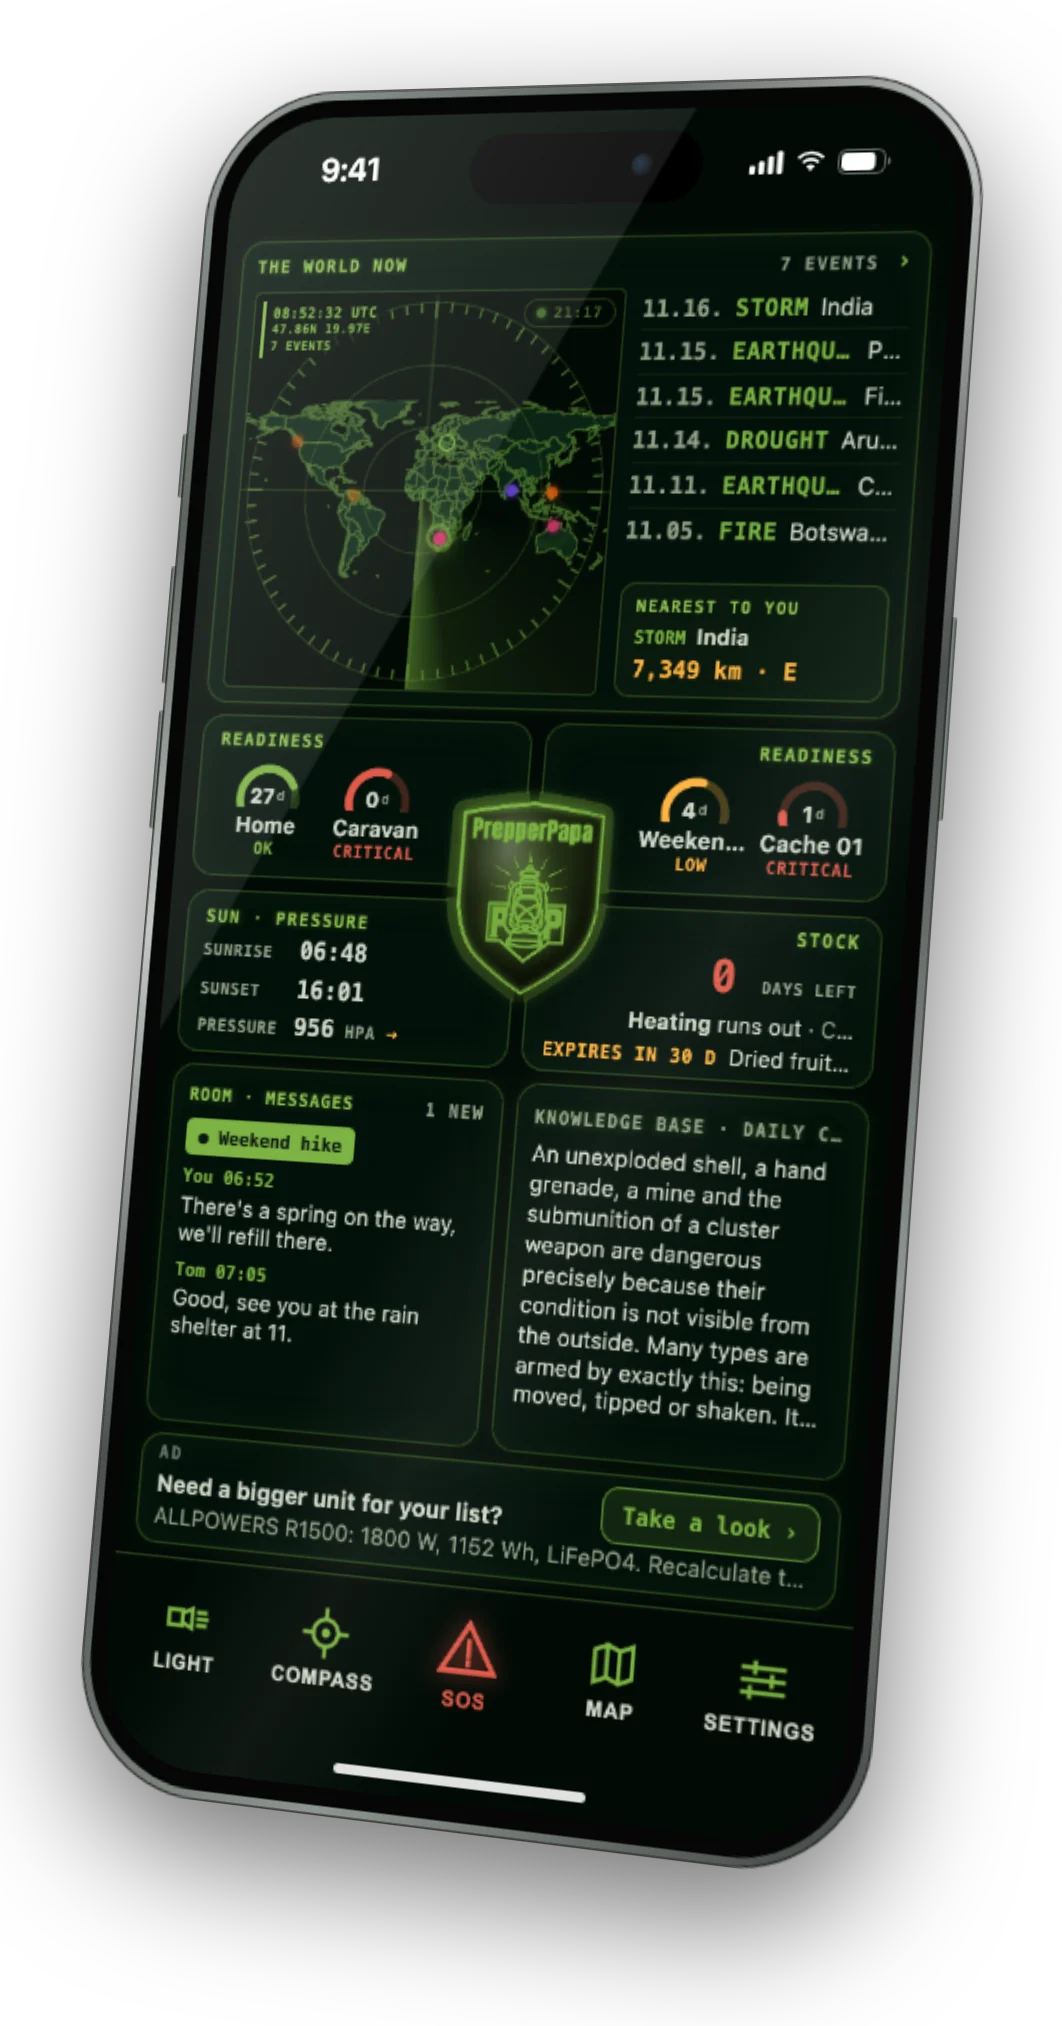 9:41
THE WORLD NOW
7 EVENTS ›
08:52:32 UTC
47.86N 19.97E
7 EVENTS
21:17
11.16. STORM India
11.15. EARTHQU… P…
11.15. EARTHQU… Fi…
11.14. DROUGHT Aru…
11.11. EARTHQU… C…
11.05. FIRE Botswa…
NEAREST TO YOU
STORM India
7,349 km · E
READINESS
27d
Home
OK
0d
Caravan
CRITICAL
READINESS
4d
Weeken…
LOW
1d
Cache 01
CRITICAL
PrepperPapa
P P
SUN · PRESSURE
SUNRISE 06:48
SUNSET 16:01
PRESSURE 956 HPA →
STOCK
0 DAYS LEFT
Heating runs out · C…
EXPIRES IN 30 D Dried fruit…
ROOM · MESSAGES
1 NEW
Weekend hike
You 06:52
There's a spring on the way,
we'll refill there.
Tom 07:05
Good, see you at the rain
shelter at 11.
KNOWLEDGE BASE · DAILY C…
An unexploded shell, a hand
grenade, a mine and the
submunition of a cluster
weapon are dangerous
precisely because their
condition is not visible from
the outside. Many types are
armed by exactly this: being
moved, tipped or shaken. It…
AD
Need a bigger unit for your list?
ALLPOWERS R1500: 1800 W, 1152 Wh, LiFePO4. Recalculate t…
Take a look ›
LIGHT
COMPASS
SOS
MAP
SETTINGS